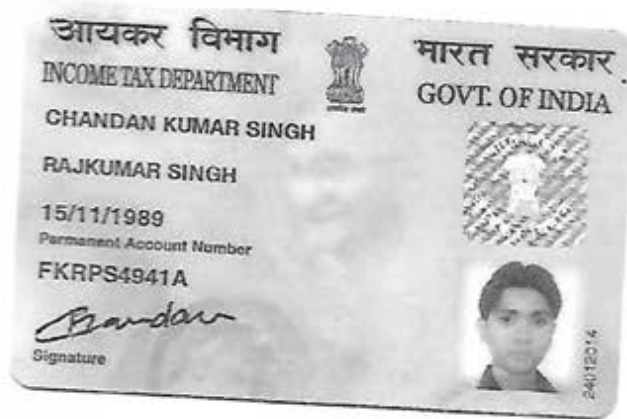 आयकर विभाग
INCOME TAX DEPARTMENT
भारत सरकार
GOVT. OF INDIA
CHANDAN KUMAR SINGH
RAJKUMAR SINGH
15/11/1989
Permanent Account Number
FKRPS4941A
Chandan
Signature
24012014